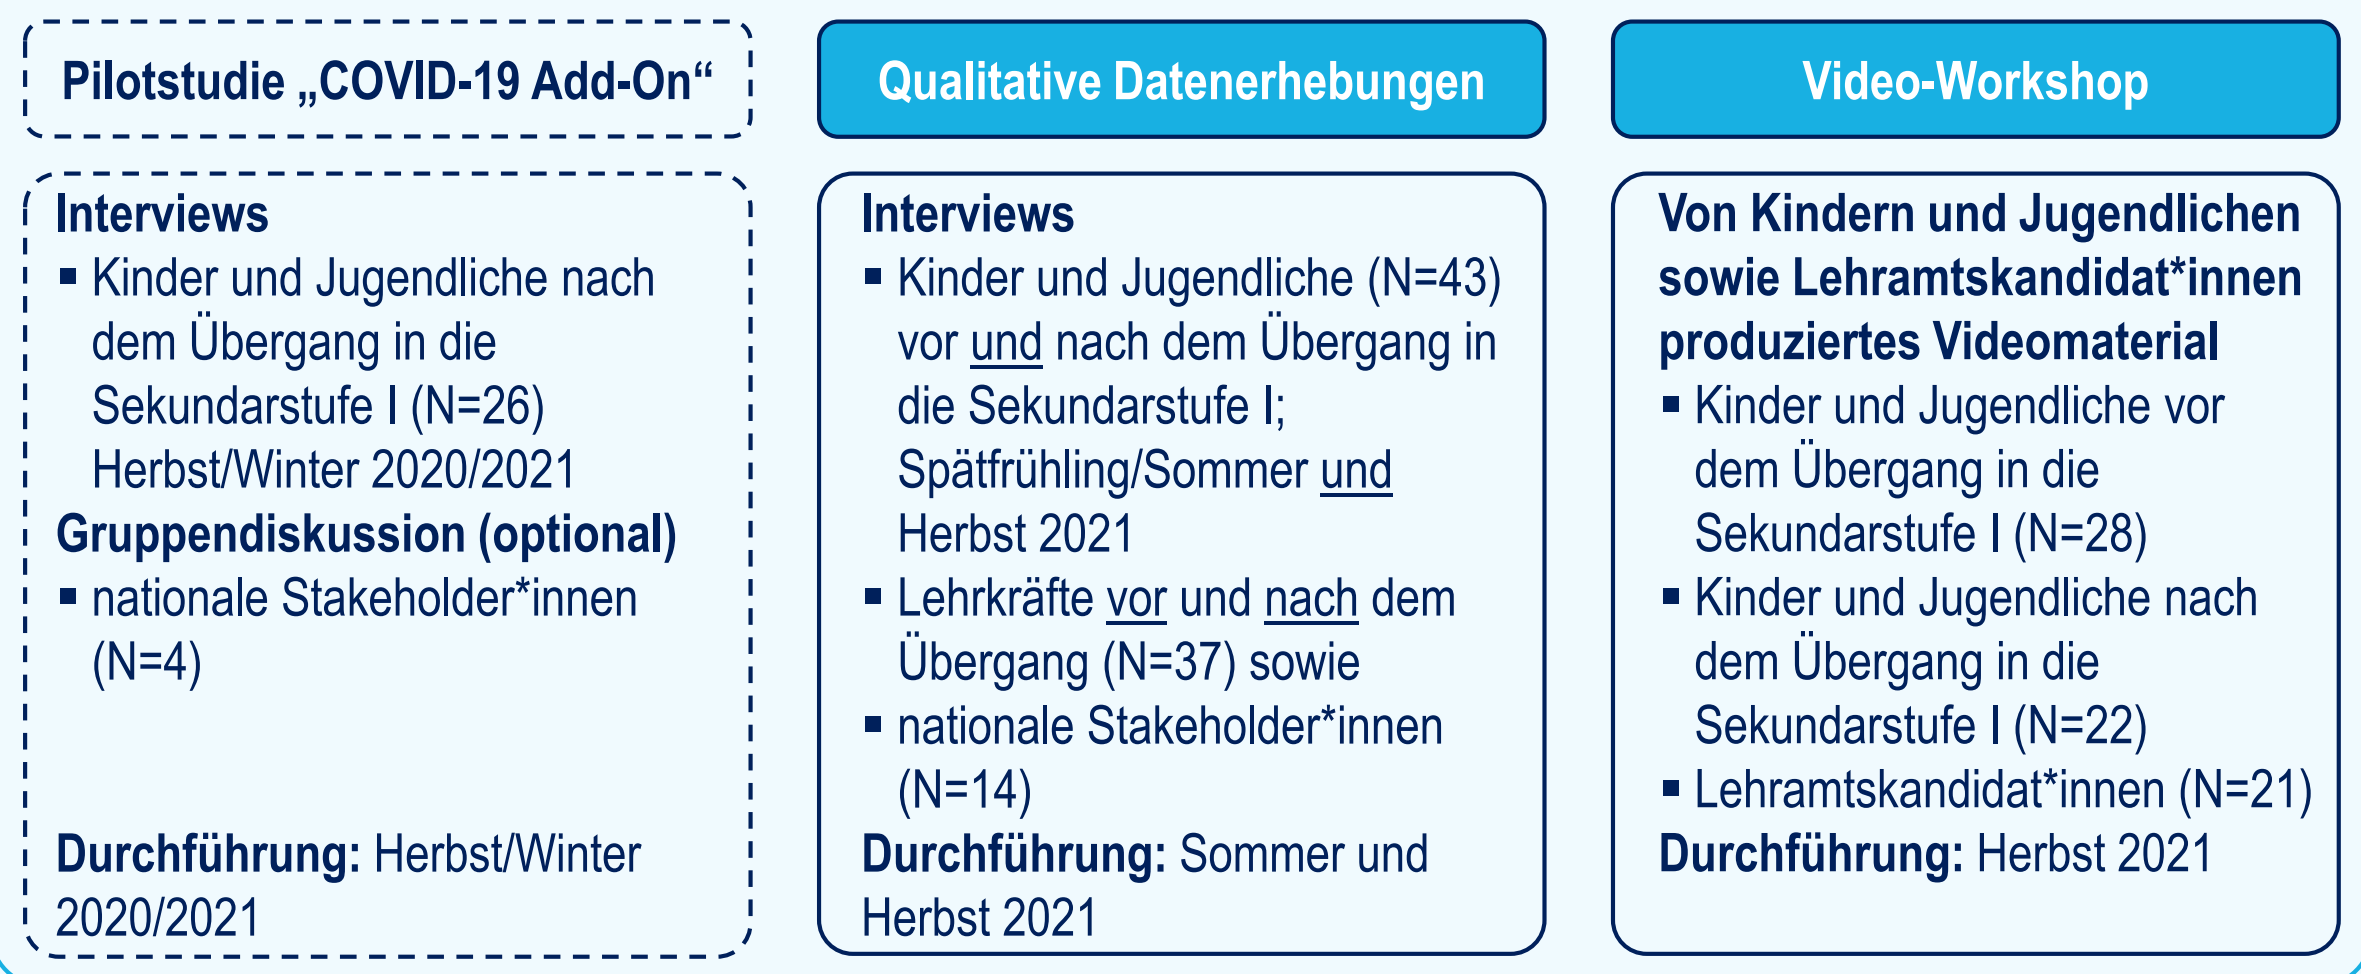 Pilotstudie „COVID-19 Add-On“
Interviews
▪ Kinder und Jugendliche nach
dem Übergang in die
Sekundarstufe I (N=26)
Herbst/Winter 2020/2021
Gruppendiskussion (optional)
▪ nationale Stakeholder*innen
(N=4)
Durchführung: Herbst/Winter
2020/2021
Qualitative Datenerhebungen
Interviews
▪ Kinder und Jugendliche (N=43)
vor und nach dem Übergang in
die Sekundarstufe I;
Spätfrühling/Sommer und
Herbst 2021
▪ Lehrkräfte vor und nach dem
Übergang (N=37) sowie
▪ nationale Stakeholder*innen
(N=14)
Durchführung: Sommer und
Herbst 2021
Video-Workshop
Von Kindern und Jugendlichen
sowie Lehramtskandidat*innen
produziertes Videomaterial
▪ Kinder und Jugendliche vor
dem Übergang in die
Sekundarstufe I (N=28)
▪ Kinder und Jugendliche nach
dem Übergang in die
Sekundarstufe I (N=22)
▪ Lehramtskandidat*innen (N=21)
Durchführung: Herbst 2021